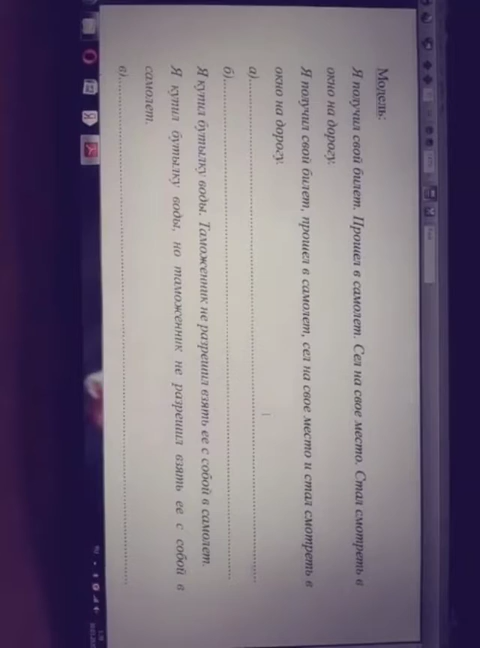 Модель:
Я получил свой билет. Прошел в самолет. Сел на свое место. Стал смотреть в
окно на дорогу.
Я получил свой билет, прошел в самолет, сел на свое место и стал смотреть в
окно на дорогу.
а)................................................................
б)................................................................
Я купил бутылку воды. Таможенник не разрешил взять ее с собой в самолет.
Я купил бутылку воды, но таможенник не разрешил взять ее с собой в
самолет.
в)................................................................